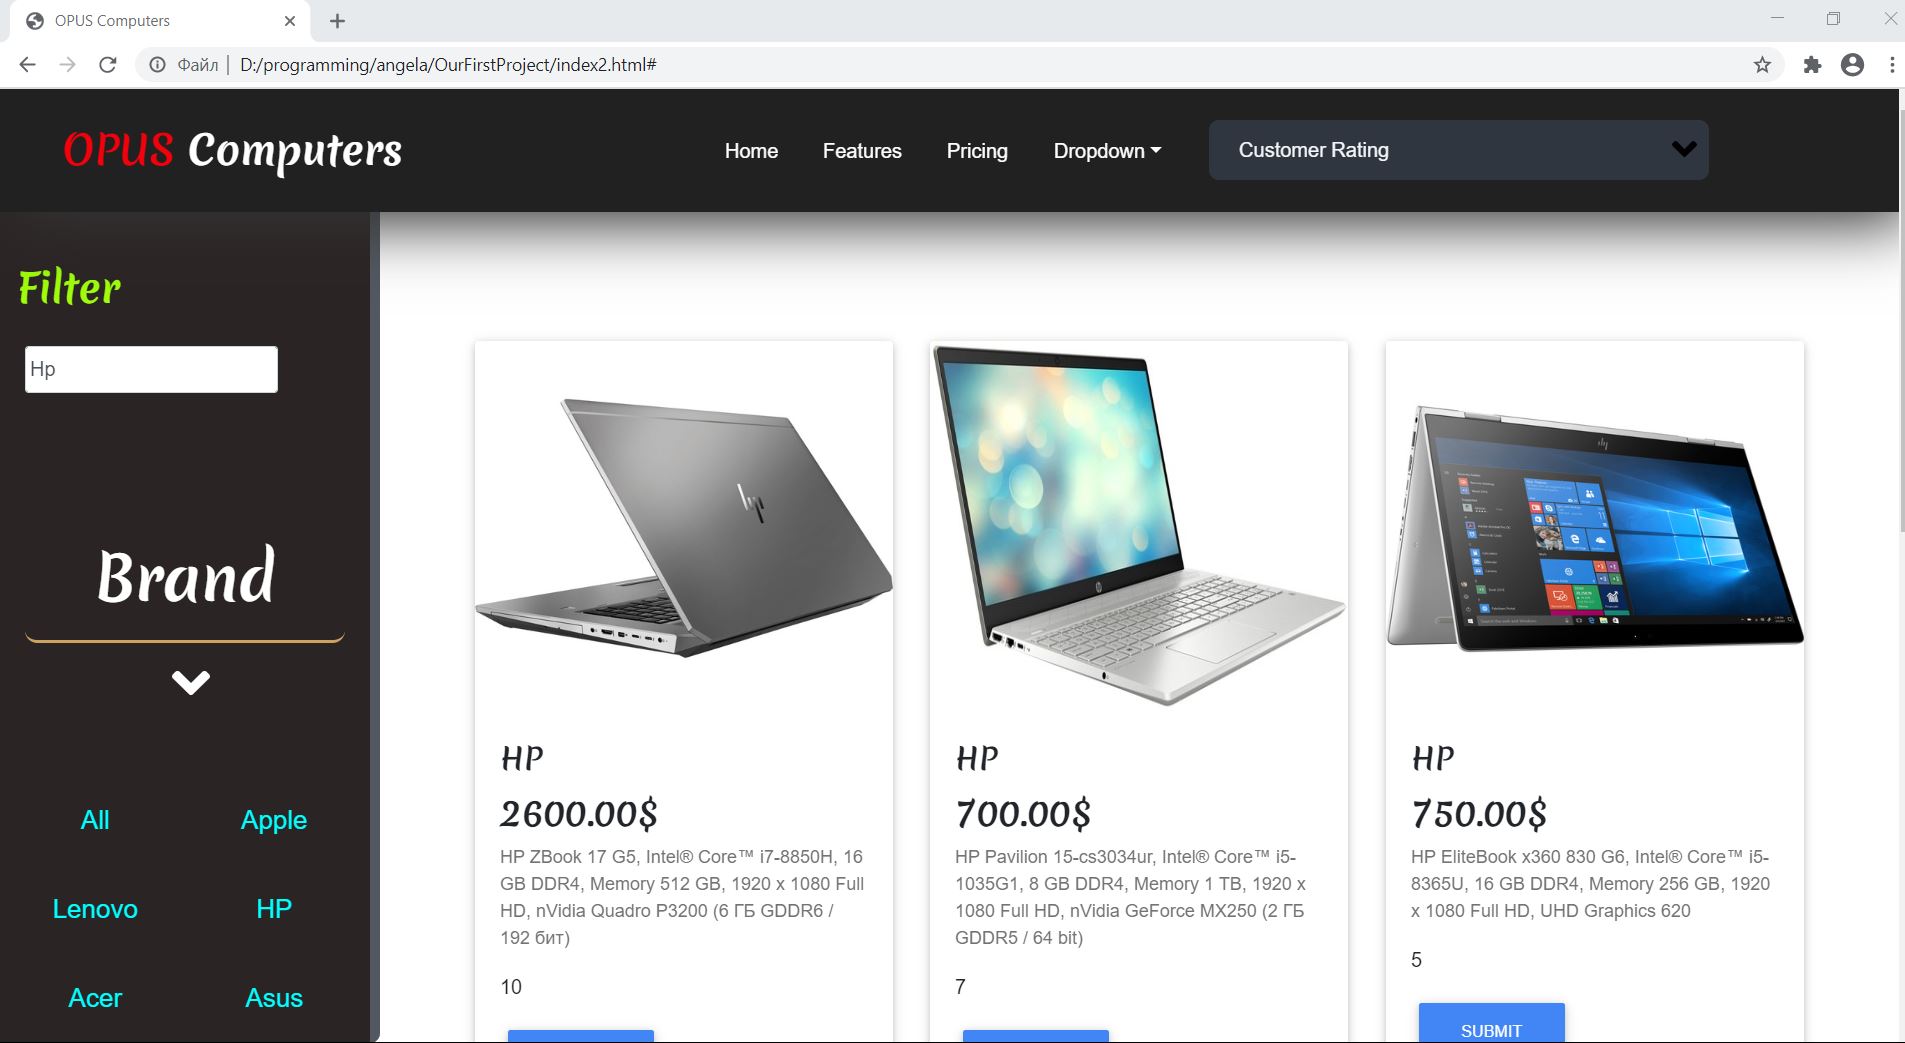 OPUS Computers
Файл | D:/programming/angela/OurFirstProject/index2.html#
OPUS Computers
Home
Features
Pricing
Dropdown
Customer Rating
Filter
Hp
Brand
All
Apple
Lenovo
HP
Acer
Asus
HP
2600.00$
HP ZBook 17 G5, Intel® Core™ i7-8850H, 16
GB DDR4, Memory 512 GB, 1920 x 1080 Full
HD, nVidia Quadro P3200 (6 ГБ GDDR6 /
192 бит)
10
HP
700.00$
HP Pavilion 15-cs3034ur, Intel® Core™ i5-
1035G1, 8 GB DDR4, Memory 1 TB, 1920 x
1080 Full HD, nVidia GeForce MX250 (2 ГБ
GDDR5 / 64 bit)
7
HP
750.00$
HP EliteBook x360 830 G6, Intel® Core™ i5-
8365U, 16 GB DDR4, Memory 256 GB, 1920
x 1080 Full HD, UHD Graphics 620
5
SUBMIT